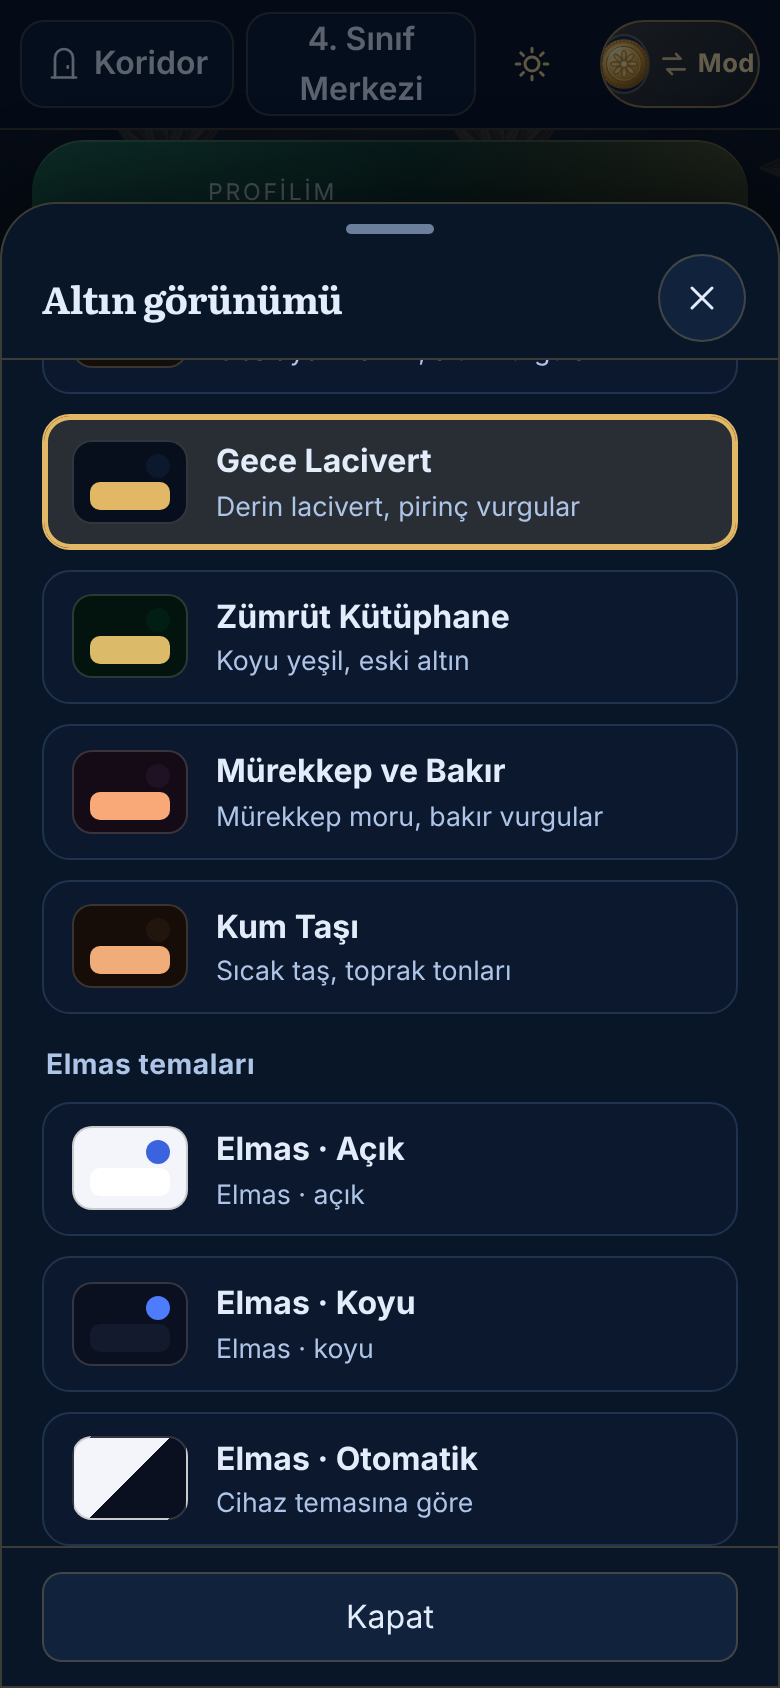 Koridor
4. Sınıf
Merkezi
Mod
PROFİLİM
Altın görünümü
Gece Lacivert
Derin lacivert, pirinç vurgular
Zümrüt Kütüphane
Koyu yeşil, eski altın
Mürekkep ve Bakır
Mürekkep moru, bakır vurgular
Kum Taşı
Sıcak taş, toprak tonları
Elmas temaları
Elmas · Açık
Elmas · açık
Elmas · Koyu
Elmas · koyu
Elmas · Otomatik
Cihaz temasına göre
Kapat